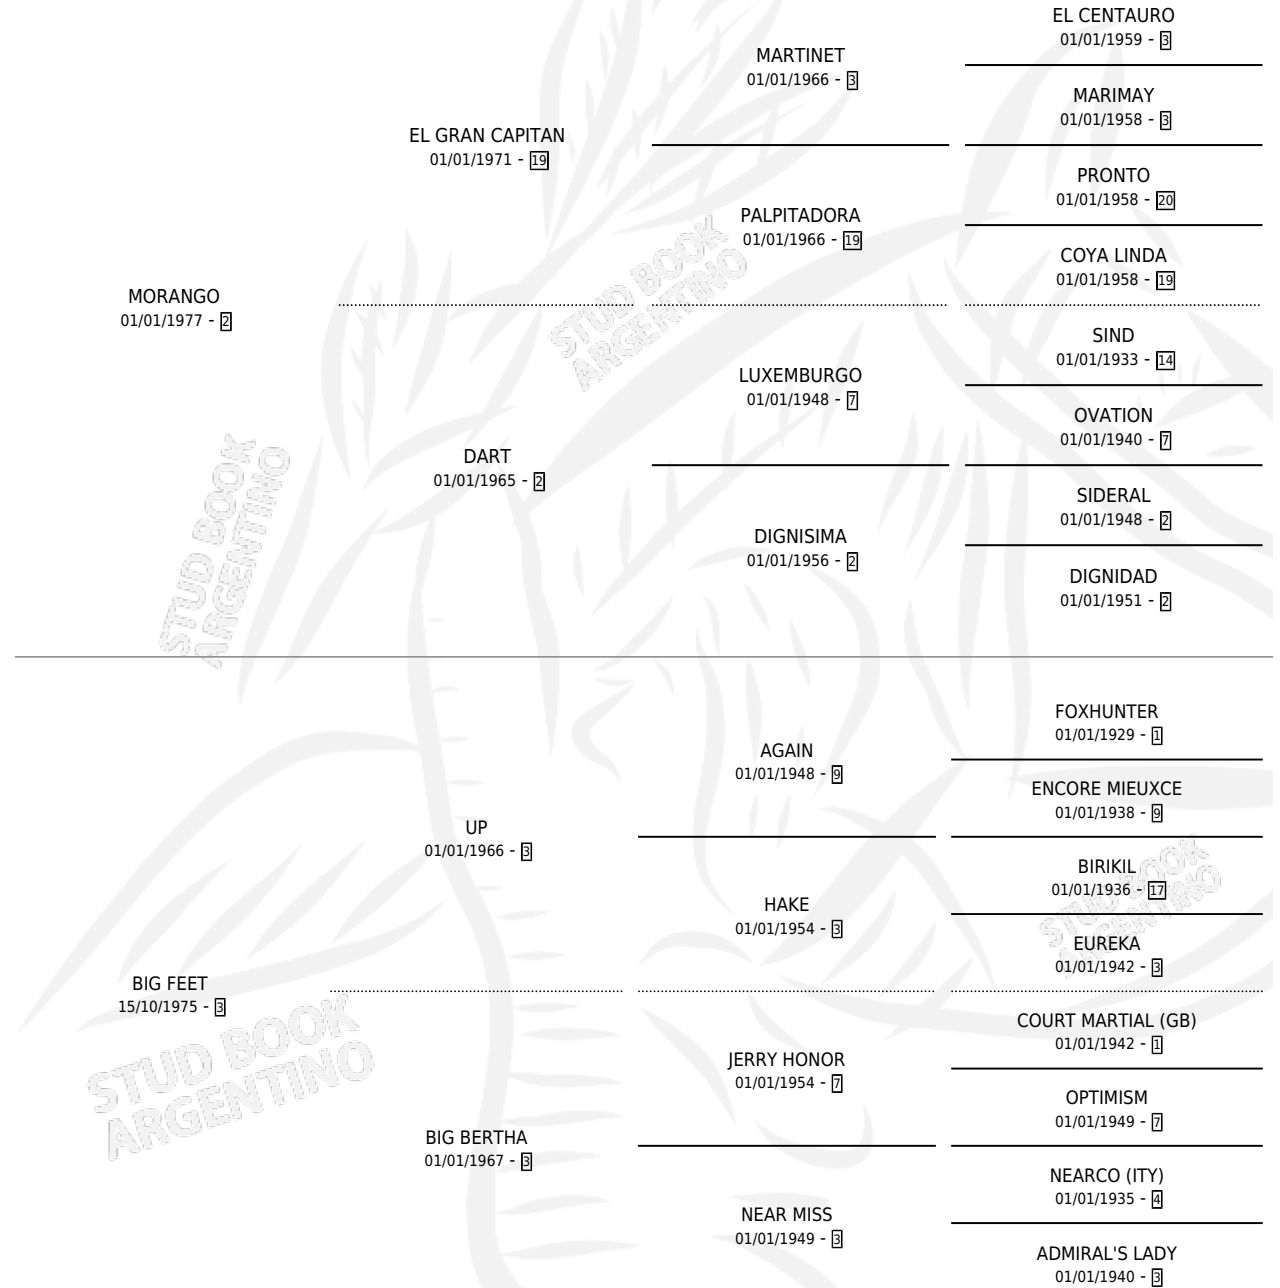 EL CENTAURO
01/01/1959 - 3
MARTINET
01/01/1966 - 3
MARIMAY
01/01/1958 - 3
EL GRAN CAPITAN
01/01/1971 - 19
PRONTO
01/01/1958 - 20
PALPITADORA
01/01/1966 - 19
COYA LINDA
01/01/1958 - 19
MORANGO
01/01/1977 - 2
STUD BOOK
ARGENTINO
SIND
01/01/1933 - 14
LUXEMBURGO
01/01/1948 - 7
OVATION
01/01/1940 - 7
DART
01/01/1965 - 2
SIDERAL
01/01/1948 - 2
DIGNISIMA
01/01/1956 - 2
DIGNIDAD
01/01/1951 - 2
STUD BOOK
ARGENTINO
FOXHUNTER
01/01/1929 - 1
AGAIN
01/01/1948 - 9
ENCORE MIEUXCE
01/01/1938 - 9
UP
01/01/1966 - 3
BIRIKIL
01/01/1936 - 17
HAKE
01/01/1954 - 3
EUREKA
01/01/1942 - 3
STUD BOOK
ARGENTINO
BIG FEET
15/10/1975 - 3
STUD BOOK
ARGENTINO
COURT MARTIAL (GB)
01/01/1942 - 1
JERRY HONOR
01/01/1954 - 7
OPTIMISM
01/01/1949 - 7
BIG BERTHA
01/01/1967 - 3
NEARCO (ITY)
01/01/1935 - 4
NEAR MISS
01/01/1949 - 3
ADMIRAL'S LADY
01/01/1940 - 3